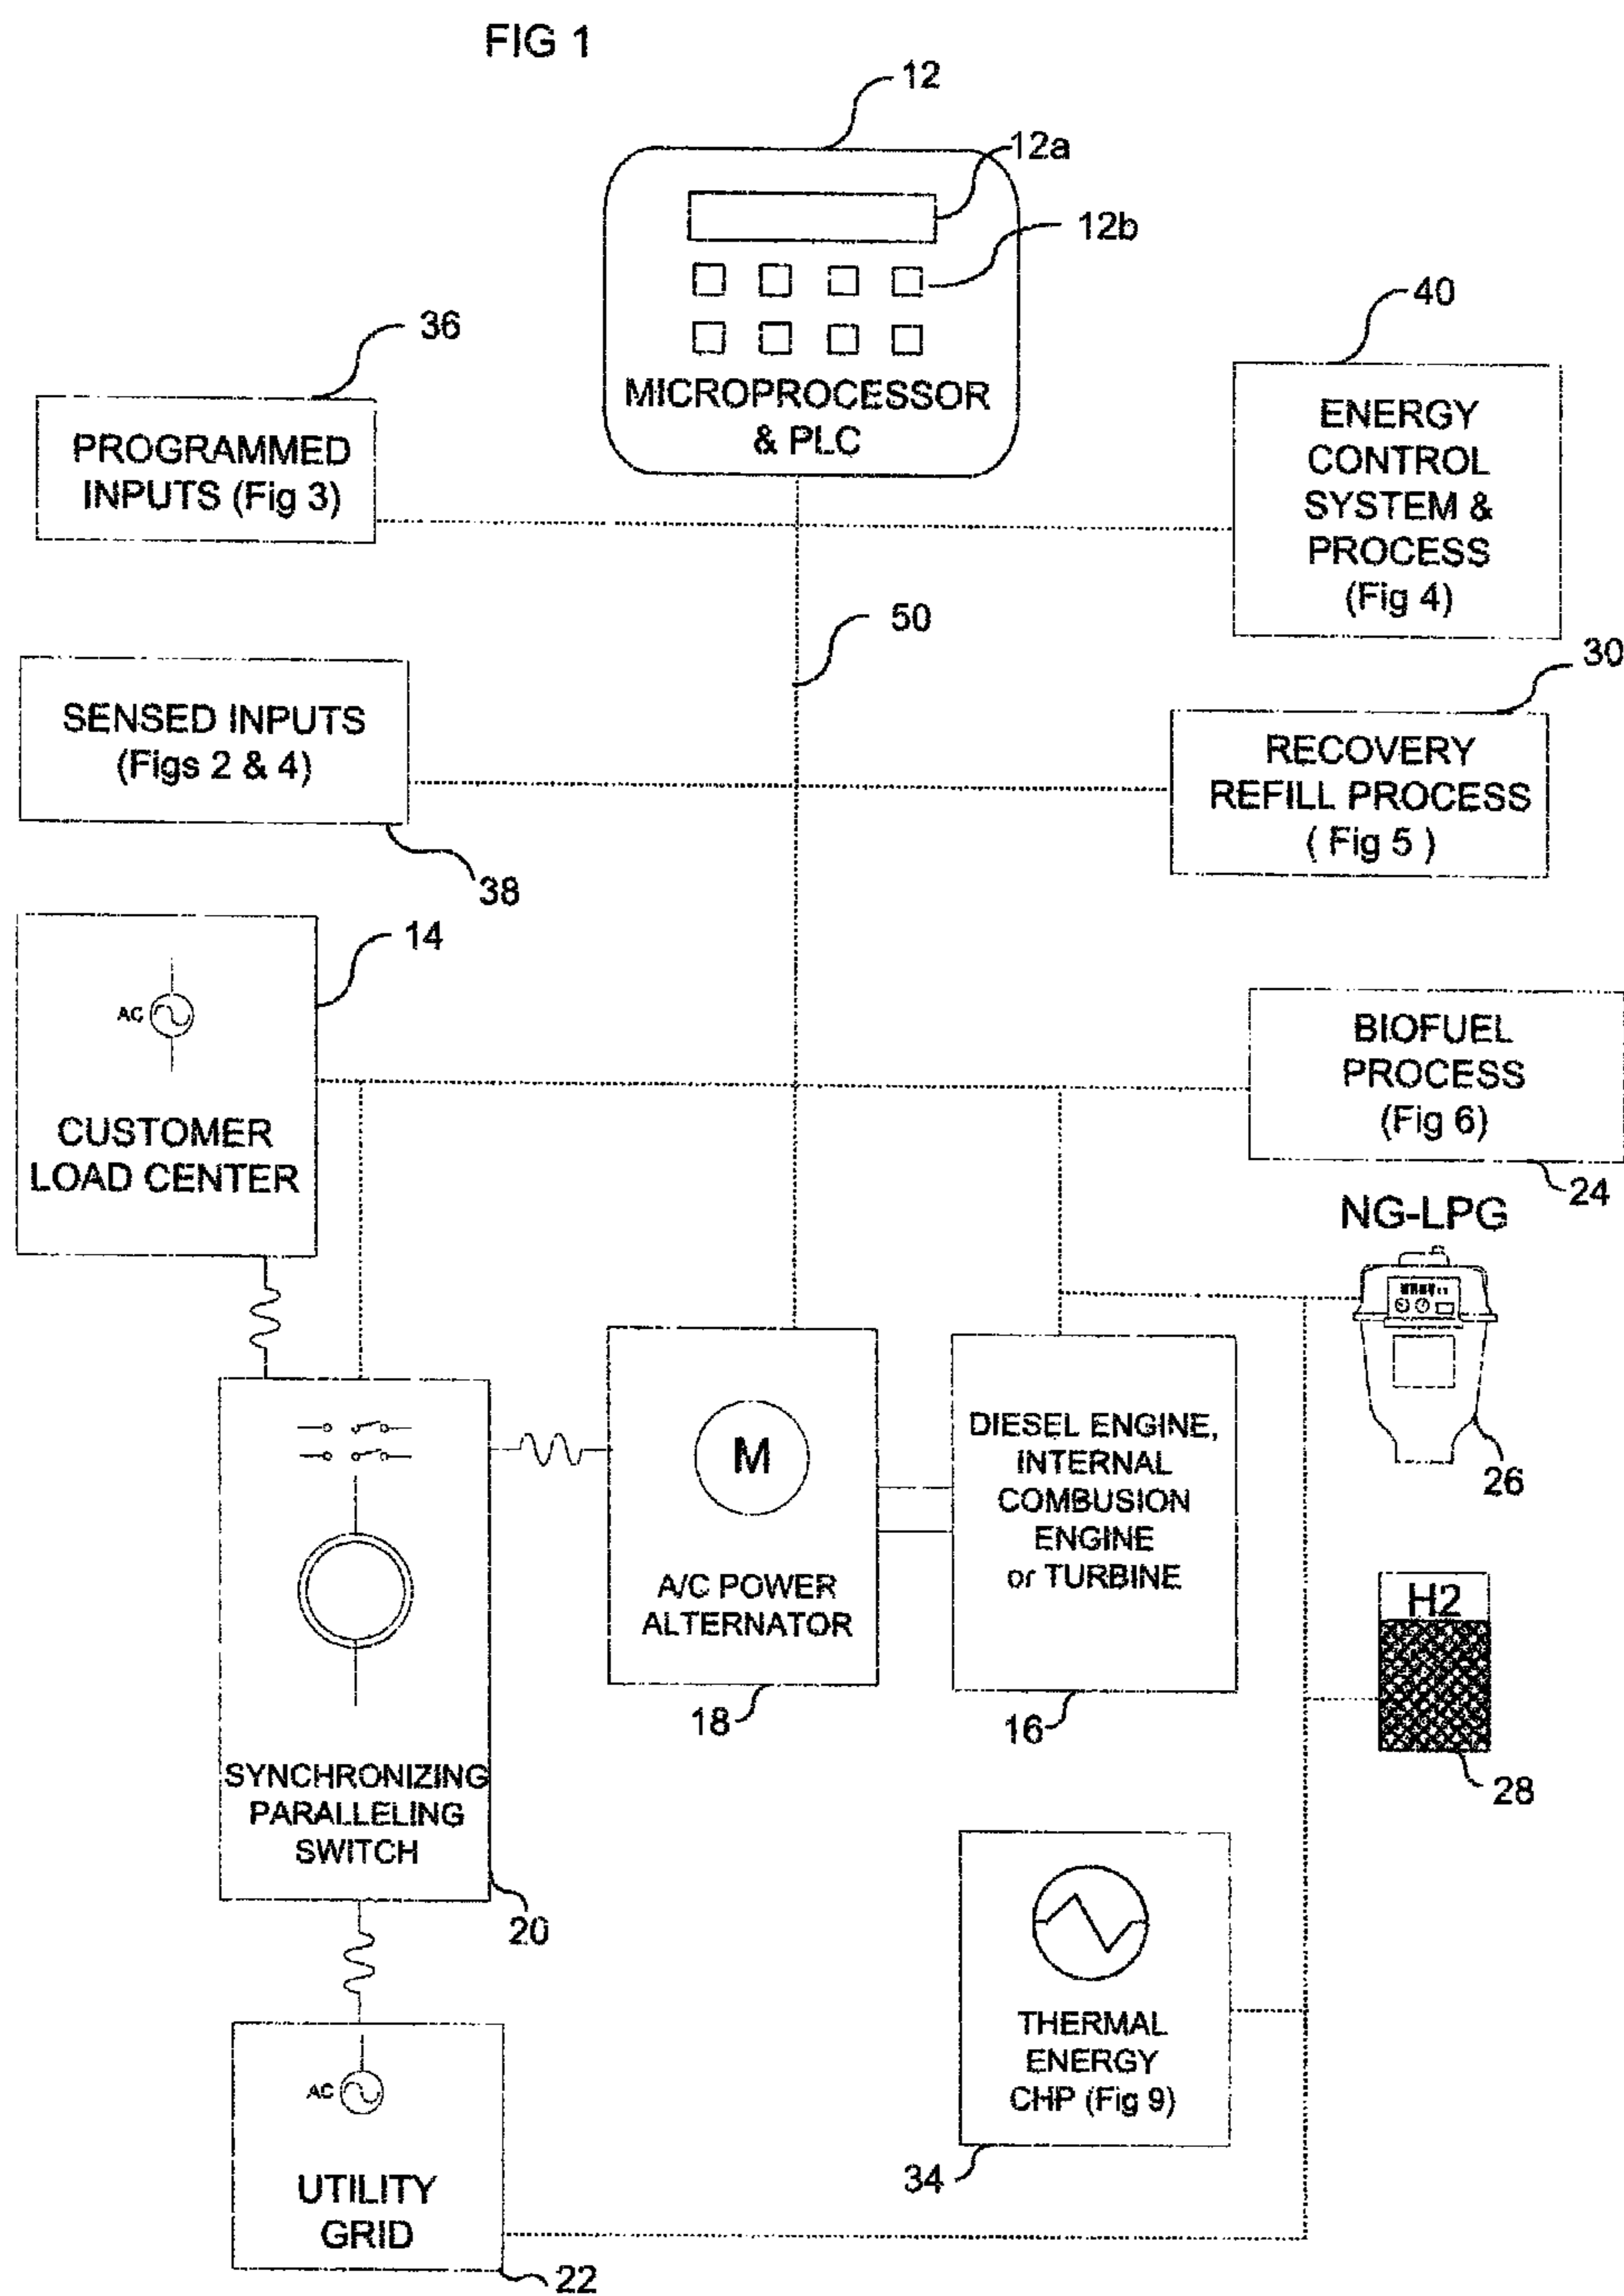 FIG 1
12
12a
12b
MICROPROCESSOR
& PLC
36
PROGRAMMED
INPUTS (Fig 3)
40
ENERGY
CONTROL
SYSTEM &
PROCESS
(Fig 4)
50
SENSED INPUTS
(Figs 2 & 4)
38
30
RECOVERY
REFILL PROCESS
( Fig 5 )
14
AC
CUSTOMER
LOAD CENTER
BIOFUEL
PROCESS
(Fig 6)
24
NG-LPG
26
M
A/C POWER
ALTERNATOR
18
DIESEL ENGINE,
INTERNAL
COMBUSION
ENGINE
or TURBINE
16
H2
28
SYNCHRONIZING
PARALLELING
SWITCH
20
THERMAL
ENERGY
CHP (Fig 9)
34
AC
UTILITY
GRID
22